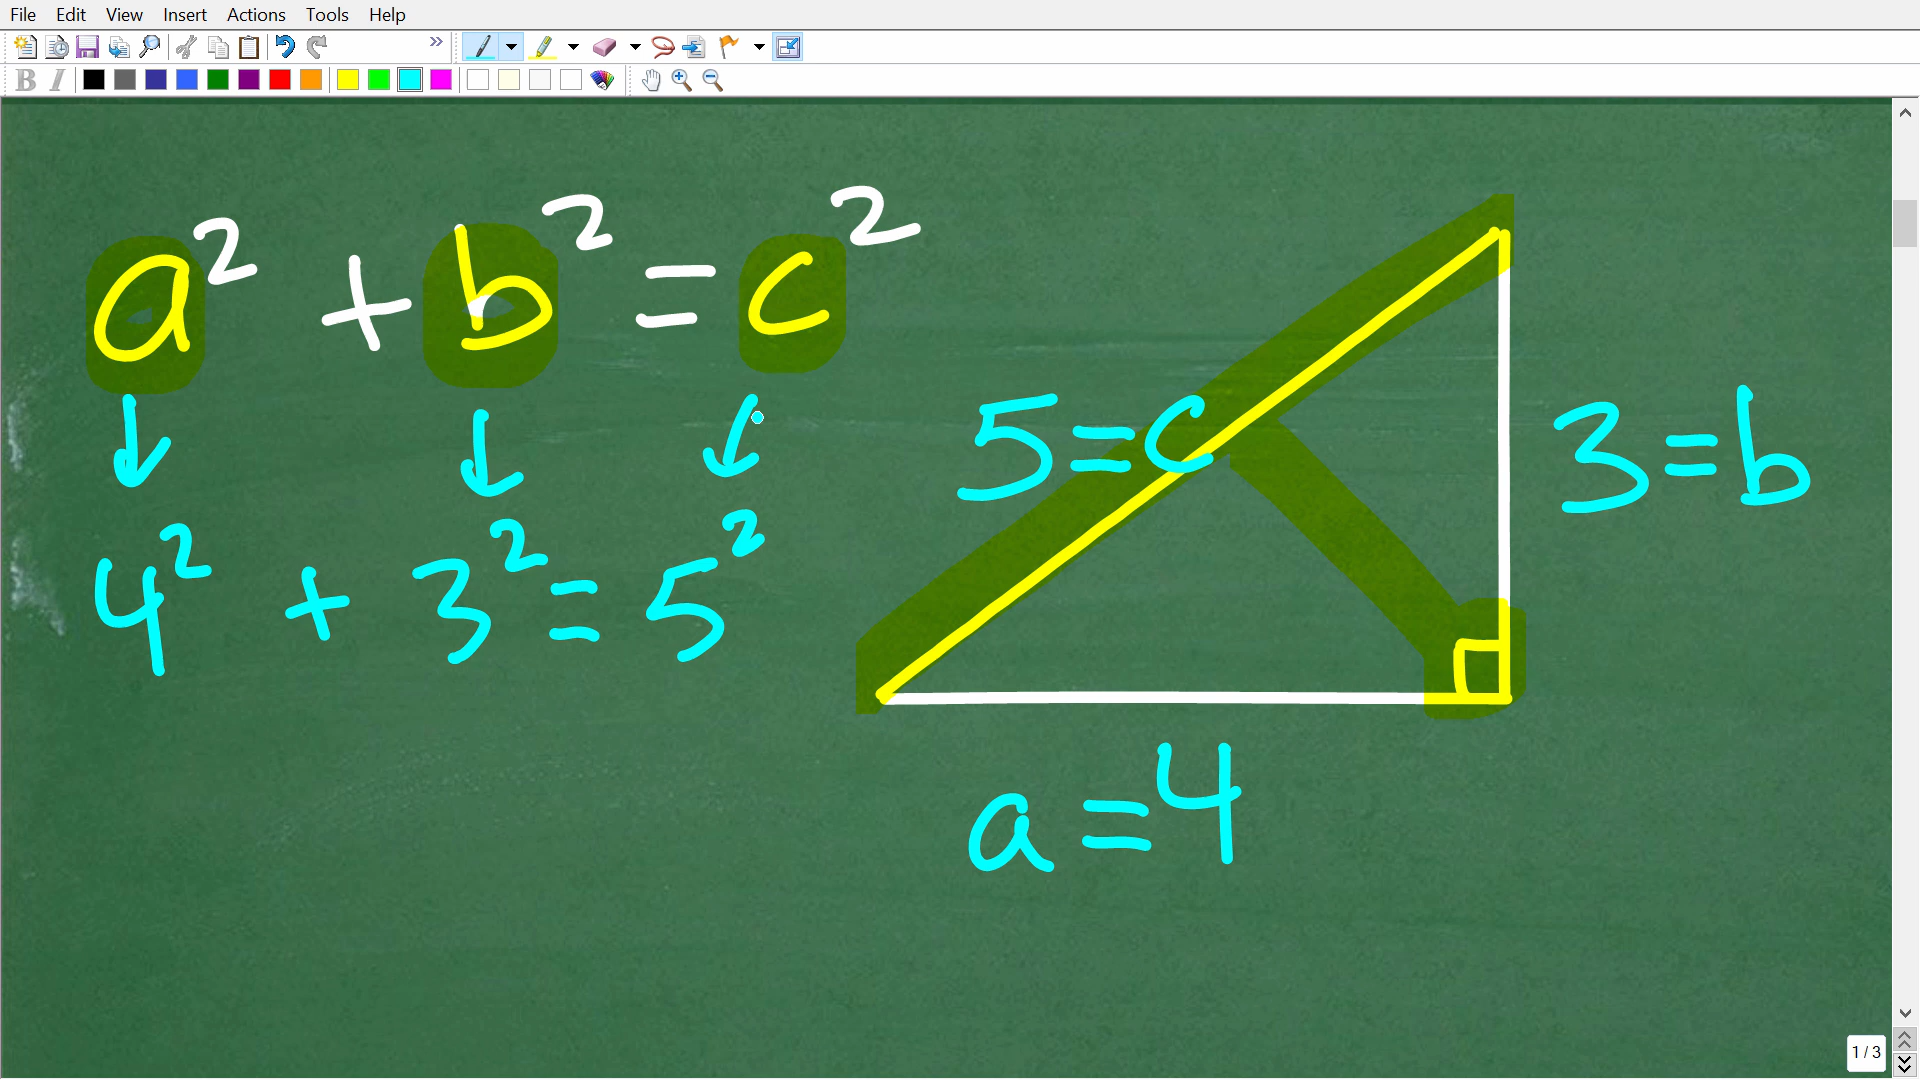 File Edit View Insert Actions Tools Help
B I
a² + b² = c²
5 = c
3 = b
4² + 3² = 5²
a = 4
1 / 3